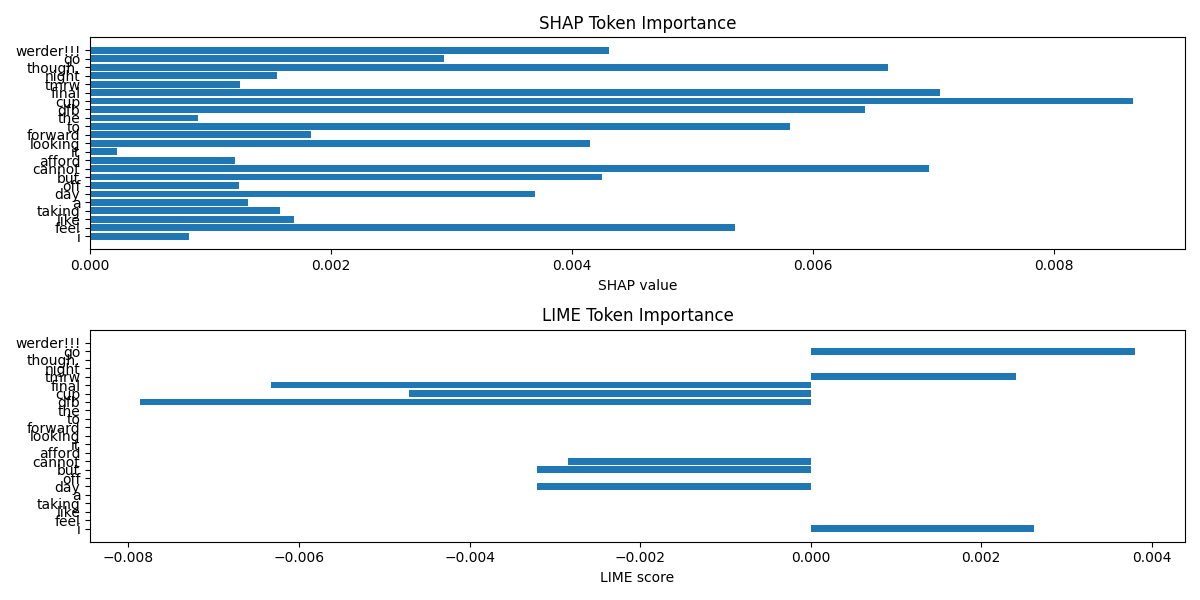 SHAP Token Importance
werder!!!
go
though,
night
tmrw
final
cup
dfb
the
to
forward
looking
it
afford
cannot
but
off
day
a
taking
like
feel
i
0.000 0.002 0.004 0.006 0.008
SHAP value
LIME Token Importance
werder!!!
go
though,
night
tmrw
final
cup
dfb
the
to
forward
looking
it
afford
cannot
but
off
day
a
taking
like
feel
i
−0.008 −0.006 −0.004 −0.002 0.000 0.002 0.004
LIME score